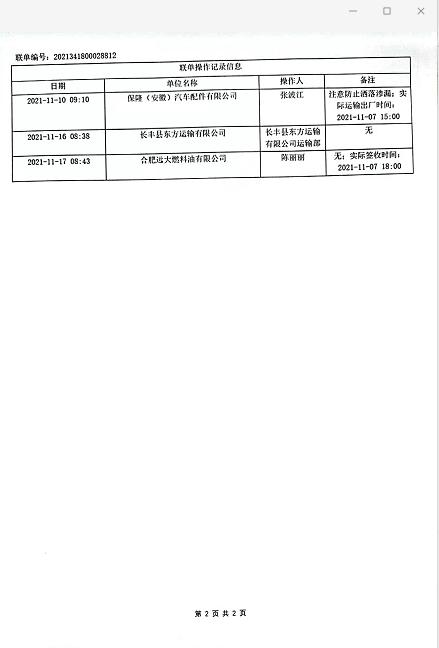 联单编号：2021341800028812
联单操作记录信息
日期 单位名称 操作人 备注
2021-11-10 09:10 保隆（安徽）汽车配件有限公司 张波江 注意防止洒落渗漏；实
际运输出厂时间：
2021-11-07 15:00
2021-11-16 08:38 长丰县东方运输有限公司 长丰县东方运输 无
有限公司运输部
2021-11-17 08:43 合肥远大燃料油有限公司 陈丽丽 无；实际签收时间：
2021-11-07 18:00
第 2 页 共 2 页